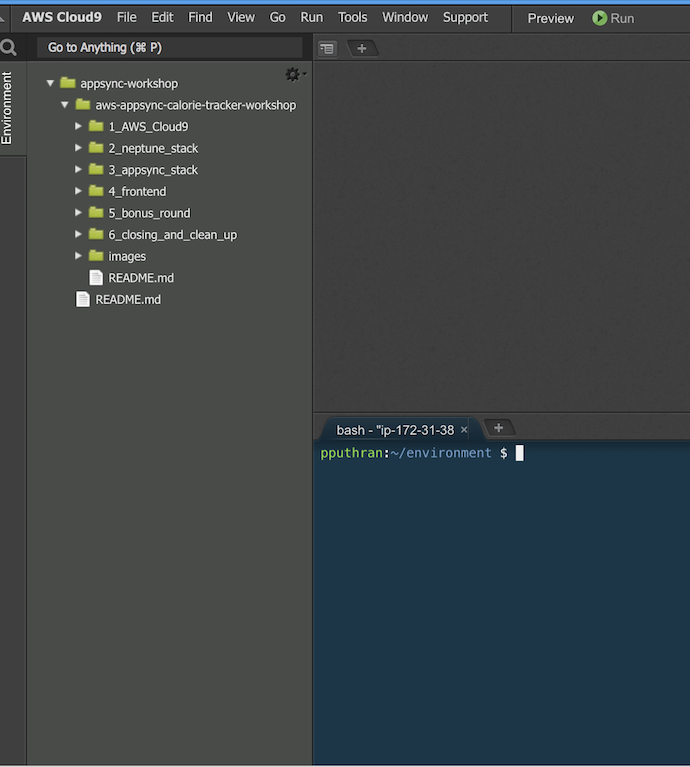 AWS Cloud9 File Edit Find View Go Run Tools Window Support Preview Run
Go to Anything (⌘ P)
Environment
appsync-workshop
aws-appsync-calorie-tracker-workshop
1_AWS_Cloud9
2_neptune_stack
3_appsync_stack
4_frontend
5_bonus_round
6_closing_and_clean_up
images
README.md
README.md
bash - "ip-172-31-38
pputhran:~/environment $